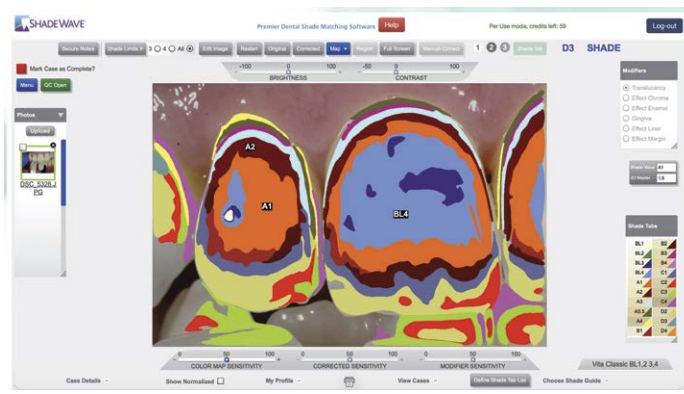 SHADEWAVE
Premier Dental Shade Matching Software
Help
Per Use mode, credits left: 59
Log-out
Secure Notes
Shade Limits +
3 4 All
Edit Image
Restart
Original
Corrected
Map
Region
Full Screen
Manual Correct
1 2 3
Shade Tab
D3 SHADE
Mark Case as Complete?
Menu
QC Open
-100 0 100
BRIGHTNESS
-50 0 100
CONTRAST
Photos
Upload
DSC_5328.J
PG
A2
A1
BL4
Modifiers
Translucency
Effect Chroma
Effect Enamel
Gingiva
Effect Liner
Effect Margin
Shade Value A1
1.0
Shade Tabs
BL1 B2
BL2 B3
BL3 B4
BL4 C1
A1 C2
A2 C3
A3 C4
A3.5 D2
A4 D3
B1 D4
0 50 100
COLOR MAP SENSITIVITY
0 50 100
CORRECTED SENSITIVITY
0 50 100
MODIFIER SENSITIVITY
Vita Classic BL1,2 3,4
Case Details
Show Normalized
My Profile
View Cases
Define Shade Tab List
Choose Shade Guide